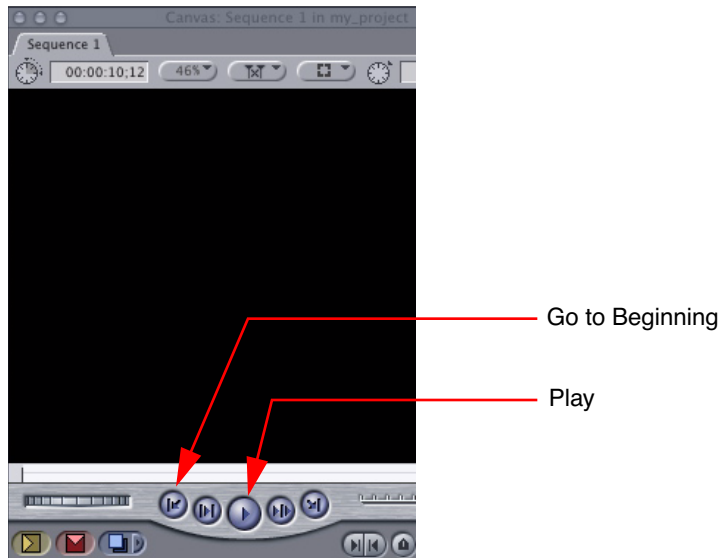 Canvas: Sequence 1 in my_project
Sequence 1
00:00:10;12 46%
Go to Beginning
Play